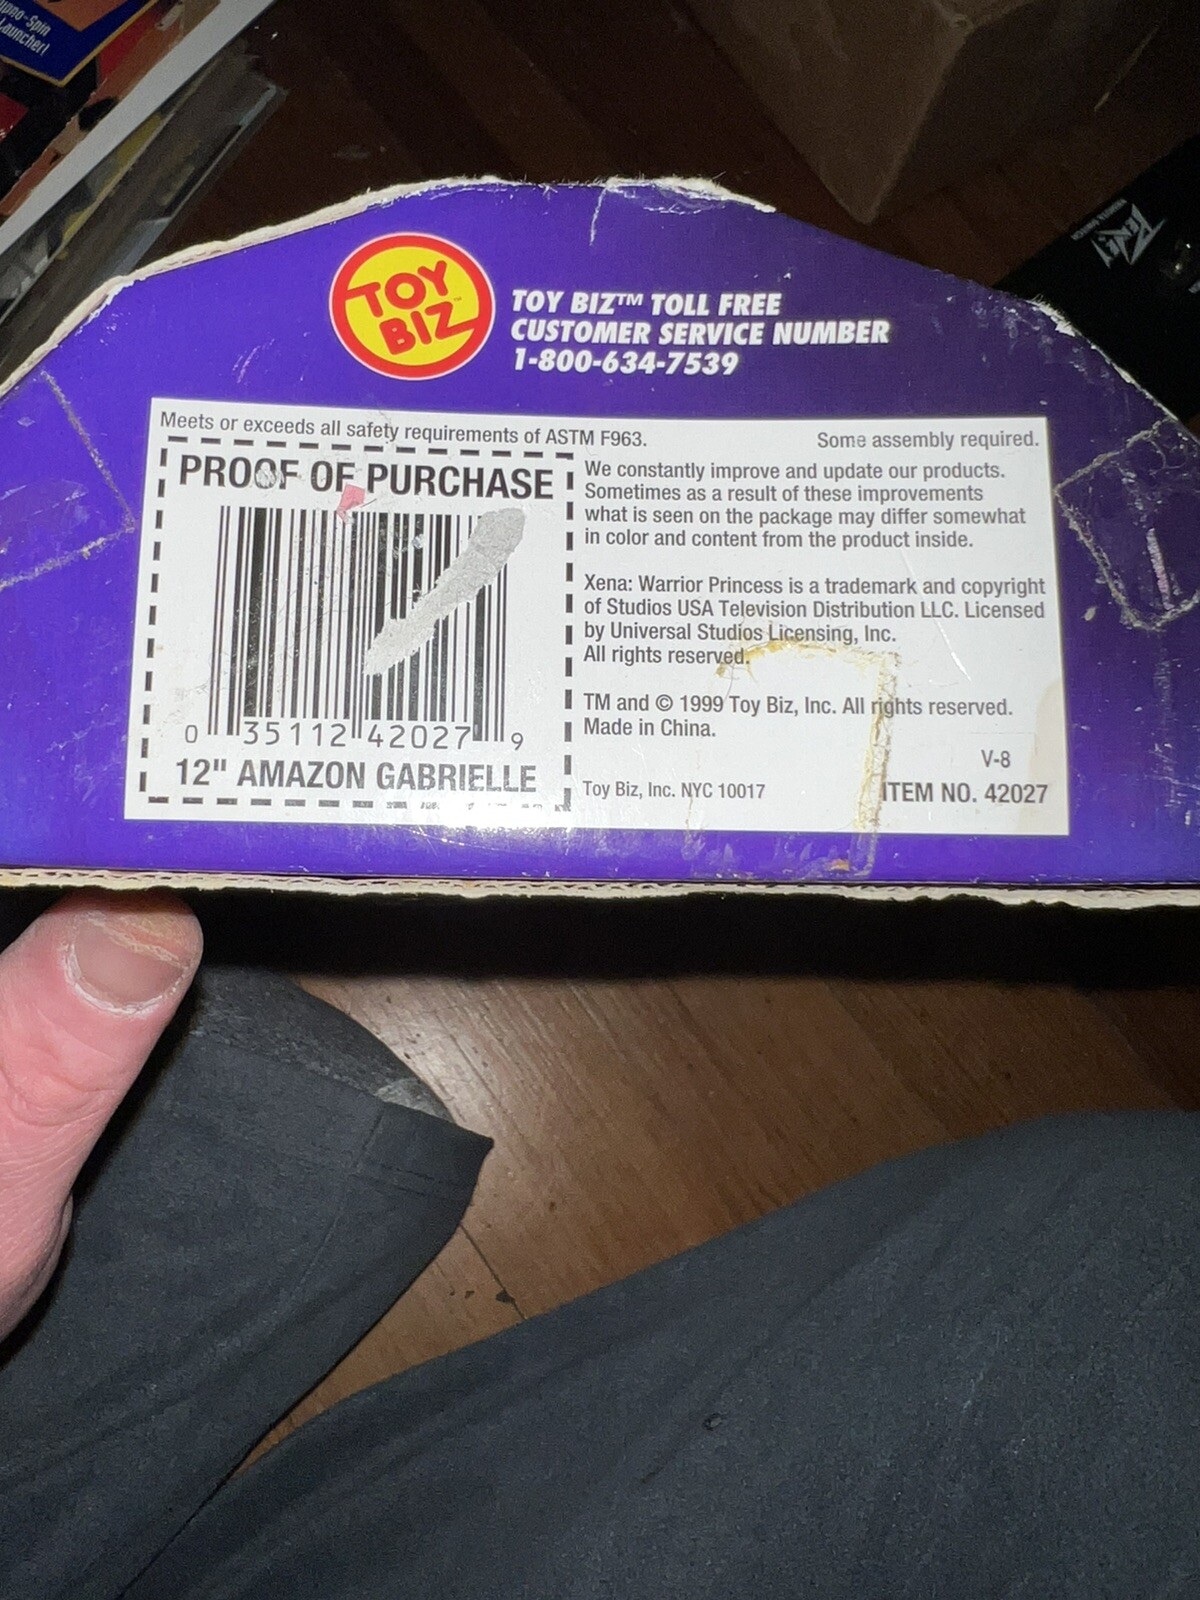 ypno-Spin
Launcher!
TOY
BIZ™
TOY BIZ™ TOLL FREE
CUSTOMER SERVICE NUMBER
1-800-634-7539
Meets or exceeds all safety requirements of ASTM F963.
Some assembly required.
PROOF OF PURCHASE
0 35112 42027 9
12" AMAZON GABRIELLE
We constantly improve and update our products.
Sometimes as a result of these improvements
what is seen on the package may differ somewhat
in color and content from the product inside.
Xena: Warrior Princess is a trademark and copyright
of Studios USA Television Distribution LLC. Licensed
by Universal Studios Licensing, Inc.
All rights reserved.
TM and © 1999 Toy Biz, Inc. All rights reserved.
Made in China.
V-8
Toy Biz, Inc. NYC 10017
ITEM NO. 42027